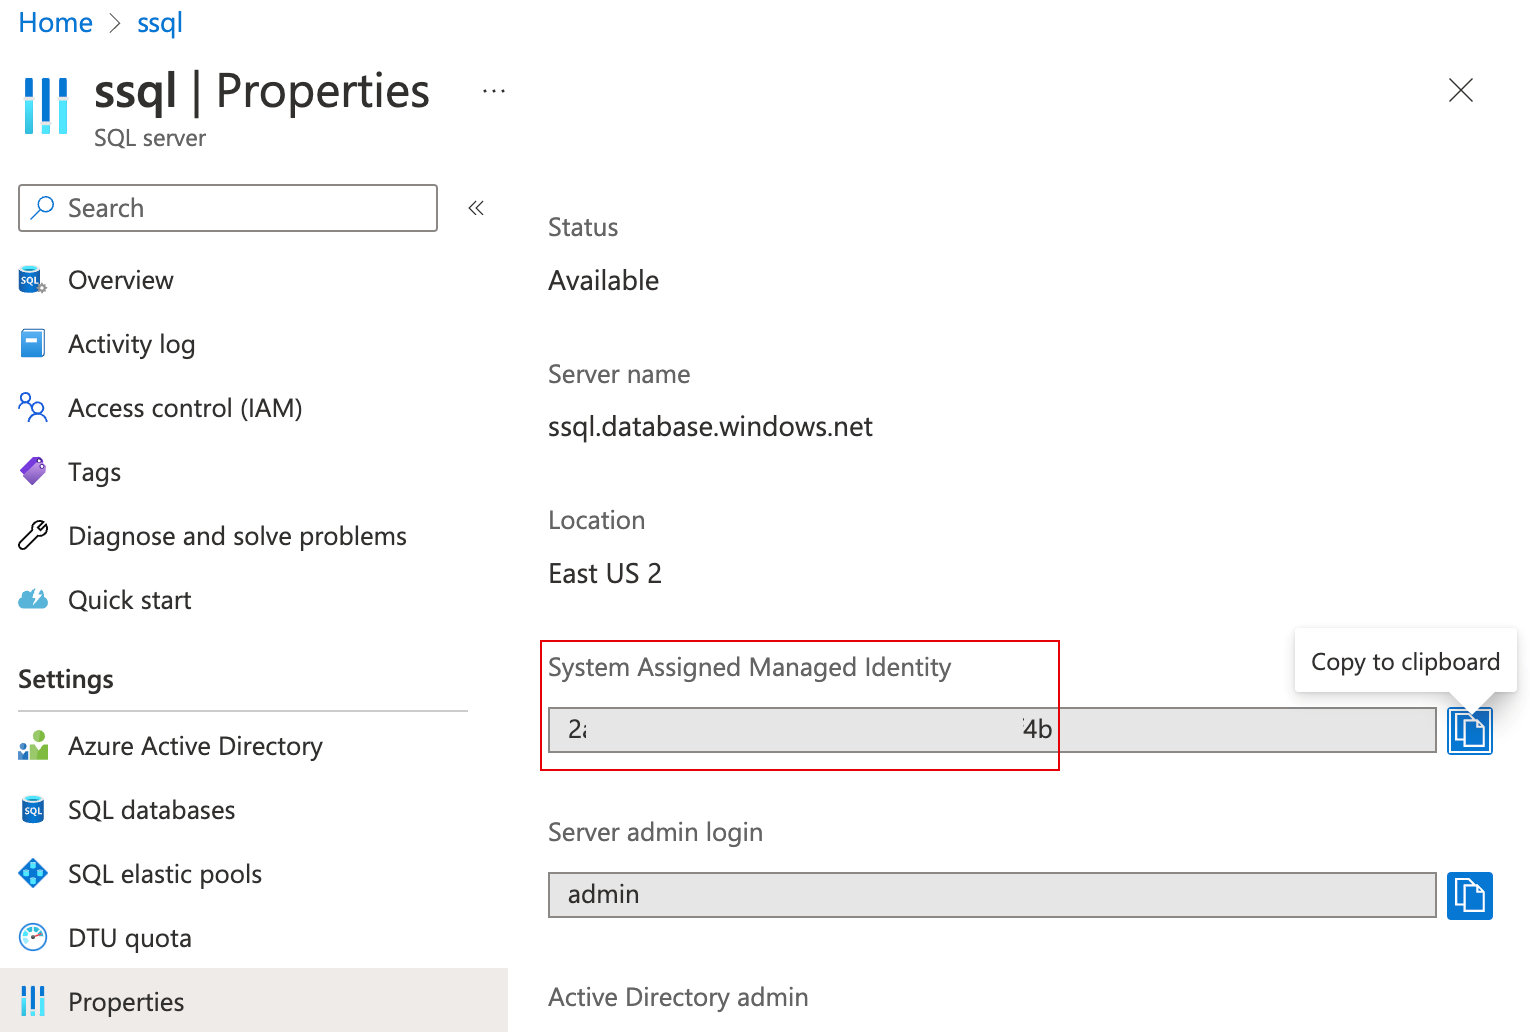 Home > ssql
ssql | Properties ...
SQL server
Search
«
Overview
Activity log
Access control (IAM)
Tags
Diagnose and solve problems
Quick start
Settings
Azure Active Directory
SQL databases
SQL elastic pools
DTU quota
Properties
Status
Available
Server name
ssql.database.windows.net
Location
East US 2
System Assigned Managed Identity
Copy to clipboard
4b
Server admin login
admin
Active Directory admin